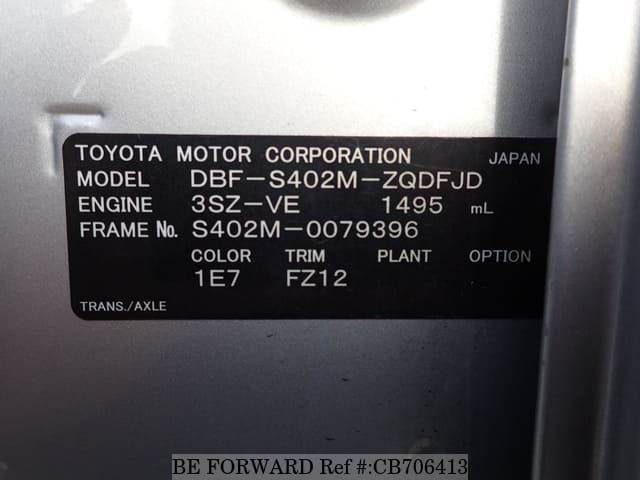 TOYOTA MOTOR CORPORATION JAPAN
MODEL DBF-S402M-ZQDFJD
ENGINE 3SZ-VE 1495 mL
FRAME No. S402M-0079396
COLOR TRIM PLANT OPTION
1E7 FZ12
TRANS./AXLE
BE FORWARD Ref #:CB706413